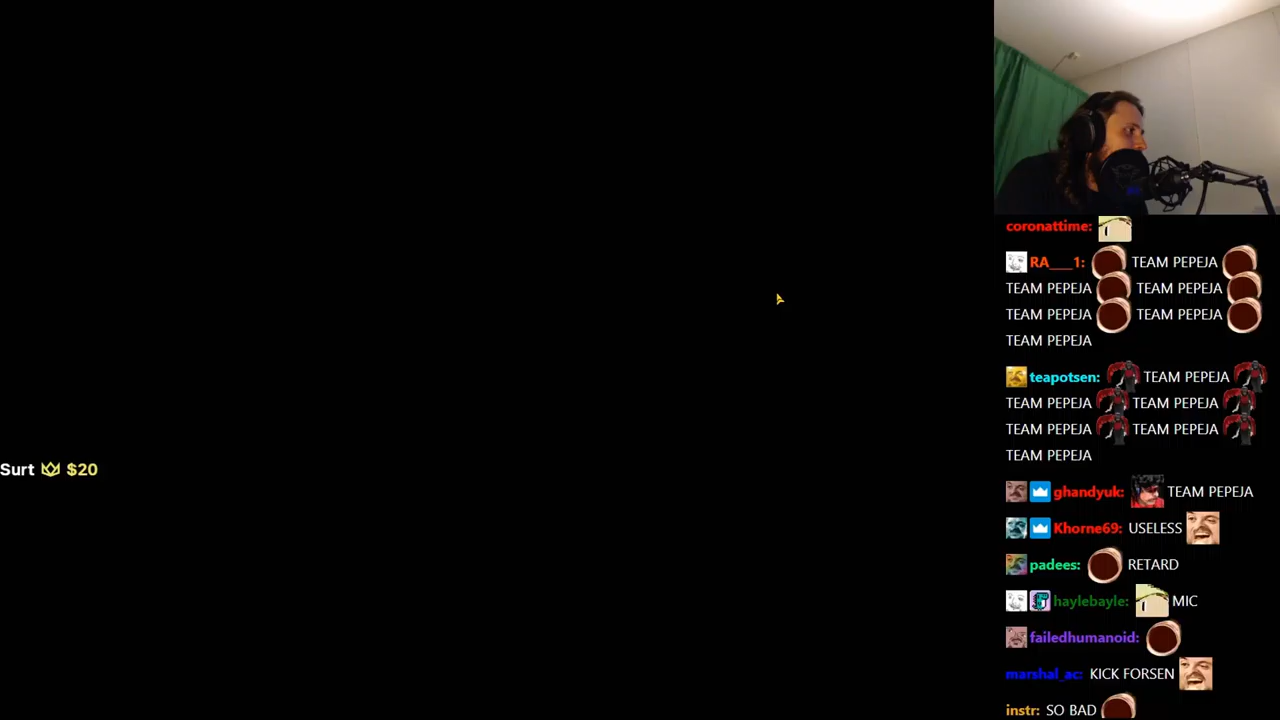 coronattime:
RA___1: TEAM PEPEJA
TEAM PEPEJA TEAM PEPEJA
TEAM PEPEJA TEAM PEPEJA
TEAM PEPEJA
teapotsen: TEAM PEPEJA
TEAM PEPEJA TEAM PEPEJA
TEAM PEPEJA TEAM PEPEJA
TEAM PEPEJA
Surt $20
ghandyuk: TEAM PEPEJA
Khorne69: USELESS
padees: RETARD
haylebayle: MIC
failedhumanoid:
marshal_ac: KICK FORSEN
instr: SO BAD